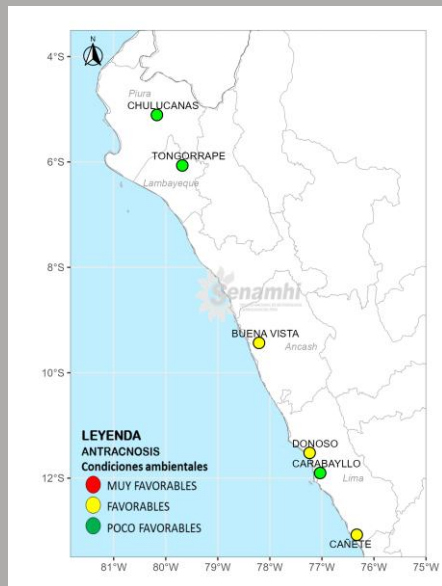 N
4°S
Piura
CHULUCANAS
6°S
TONGORRAPE
Lambayeque
8°S
Senamhi
BUENA VISTA
Ancash
10°S
LEYENDA
ANTRACNOSIS
Condiciones ambientales
MUY FAVORABLES
FAVORABLES
POCO FAVORABLES
DONOSO
CARABAYLLO
Lima
12°S
CAÑETE
81°W
80°W
79°W
78°W
77°W
76°W
75°W